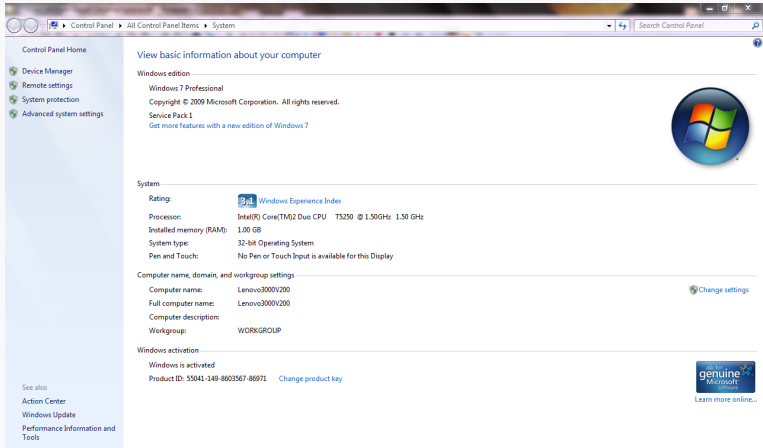 Control Panel ▸ All Control Panel Items ▸ System
Search Control Panel
Control Panel Home
Device Manager
Remote settings
System protection
Advanced system settings
See also
Action Center
Windows Update
Performance Information and
Tools
View basic information about your computer
Windows edition
Windows 7 Professional
Copyright © 2009 Microsoft Corporation. All rights reserved.
Service Pack 1
Get more features with a new edition of Windows 7
System
Rating: 3,1 Windows Experience Index
Processor: Intel(R) Core(TM)2 Duo CPU T5250 @ 1.50GHz 1.50 GHz
Installed memory (RAM): 1.00 GB
System type: 32-bit Operating System
Pen and Touch: No Pen or Touch Input is available for this Display
Computer name, domain, and workgroup settings
Computer name: Lenovo3000V200
Change settings
Full computer name: Lenovo3000V200
Computer description:
Workgroup: WORKGROUP
Windows activation
Windows is activated
Product ID: 55041-149-8603567-86971 Change product key
ask for
genuine
Microsoft
software
Learn more online...